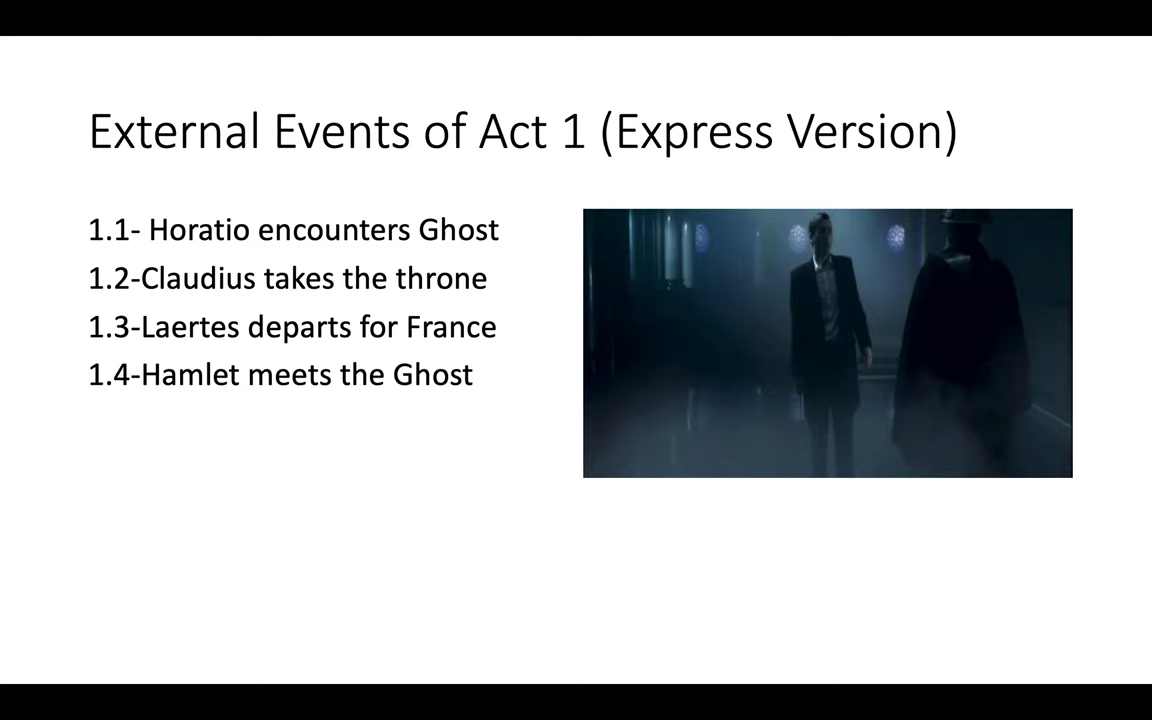 External Events of Act 1 (Express Version)
1.1- Horatio encounters Ghost
1.2-Claudius takes the throne
1.3-Laertes departs for France
1.4-Hamlet meets the Ghost